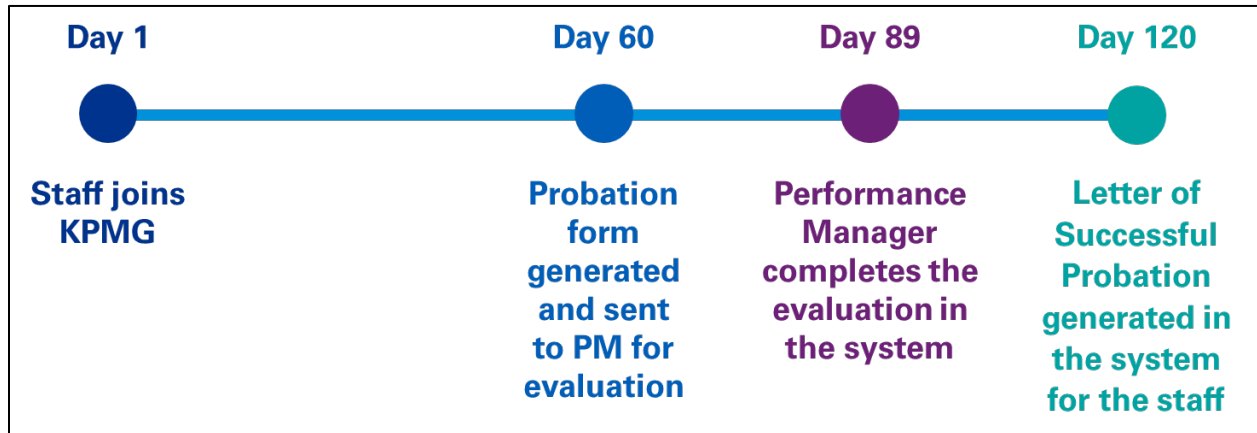 Day 1
Day 60
Day 89
Day 120
Staff joins
KPMG
Probation
form
generated
and sent
to PM for
evaluation
Performance
Manager
completes the
evaluation in
the system
Letter of
Successful
Probation
generated in
the system
for the staff